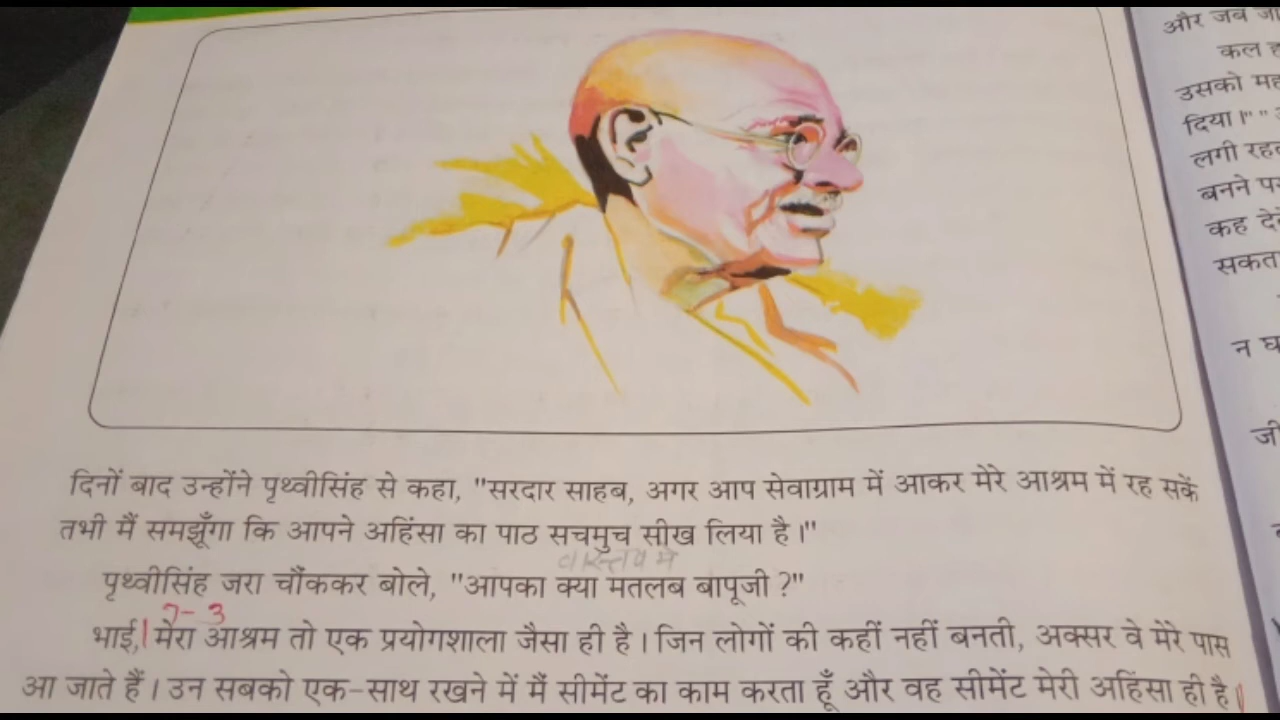 दिनों बाद उन्होंने पृथ्वीसिंह से कहा, "सरदार साहब, अगर आप सेवाग्राम में आकर मेरे आश्रम में रह सकें
तभी मैं समझूँगा कि आपने अहिंसा का पाठ सचमुच सीख लिया है।"
वास्तव में
पृथ्वीसिंह जरा चौंककर बोले, "आपका क्या मतलब बापूजी ?"
भाई, मेरा आश्रम तो एक प्रयोगशाला जैसा ही है। जिन लोगों की कहीं नहीं बनती, अक्सर वे मेरे पास
आ जाते हैं। उन सबको एक-साथ रखने में मैं सीमेंट का काम करता हूँ और वह सीमेंट मेरी अहिंसा ही है।
और जब
कल
उसको
दिया।"
लगी
बनने
कह
सकता
न